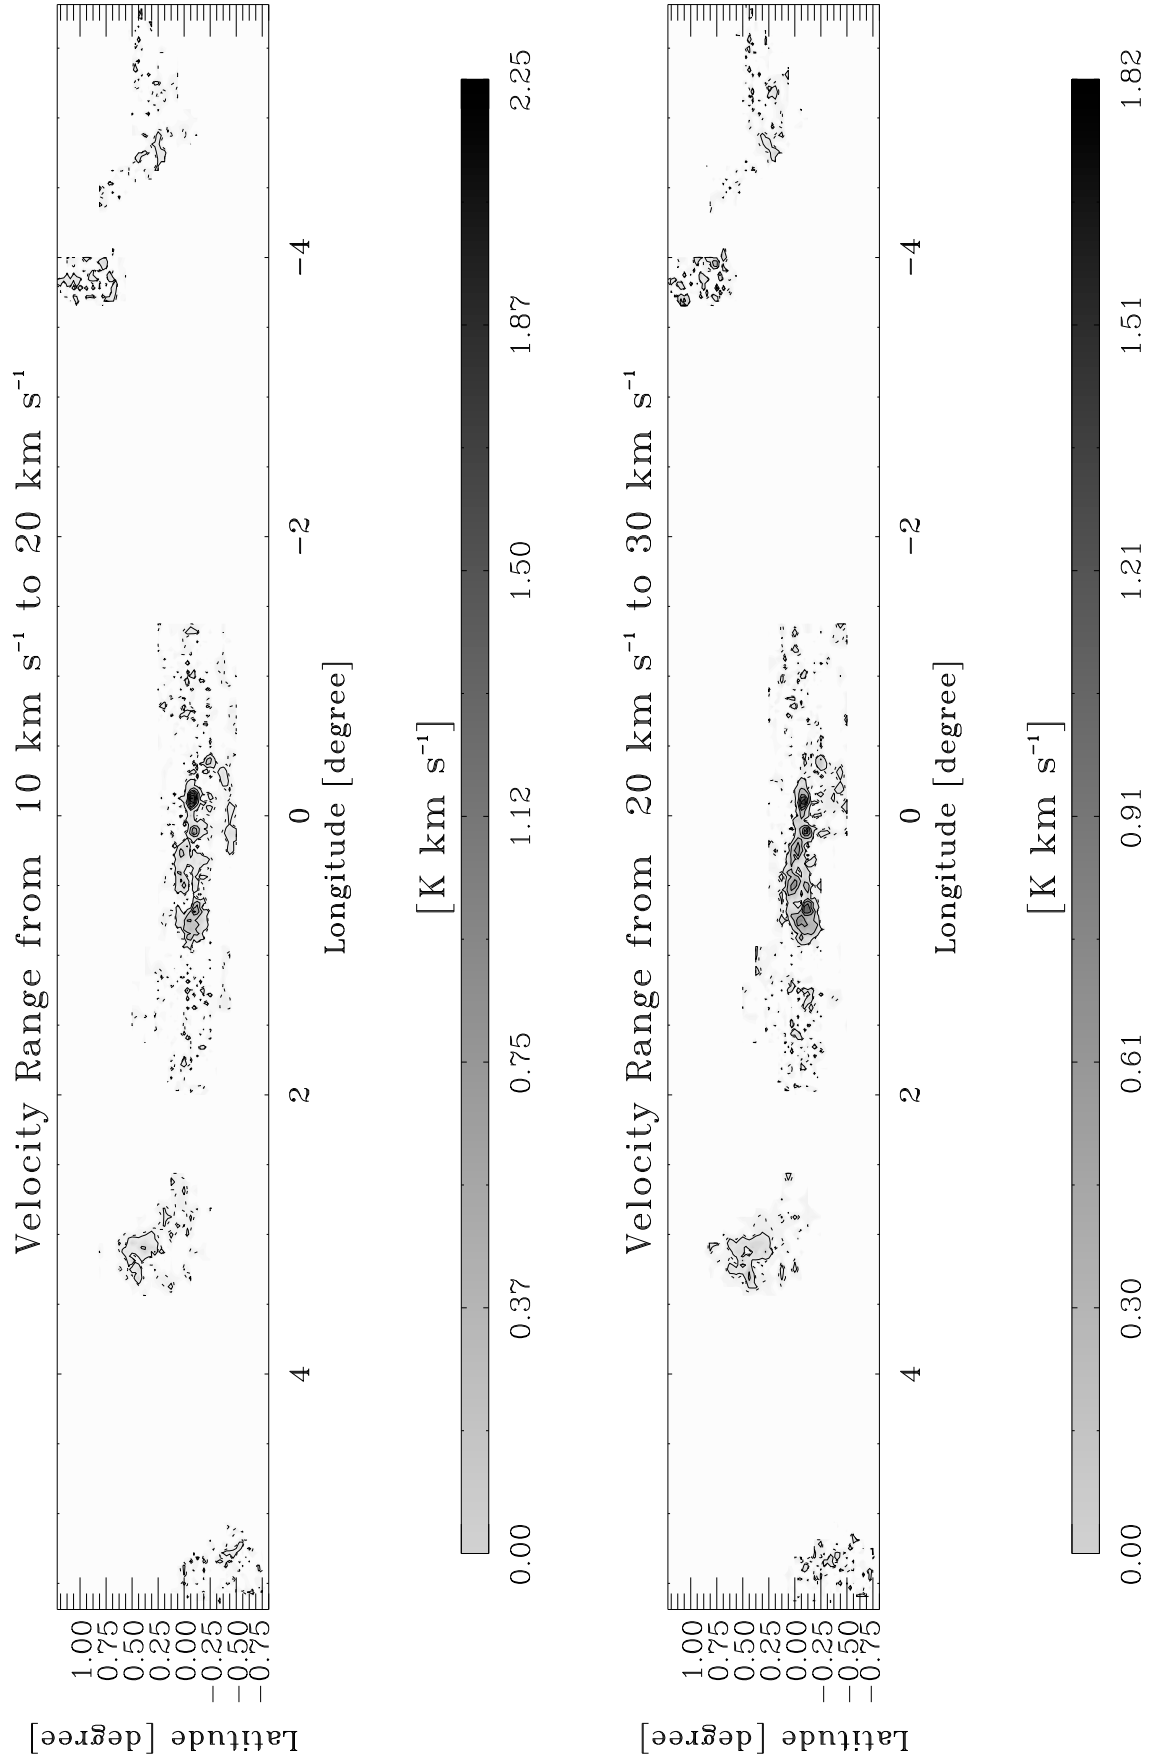 Velocity Range from 10 km s⁻¹ to 20 km s⁻¹
Latitude [degree]
1.00
0.75
0.50
0.25
0.00
−0.25
−0.50
−0.75
4
2
0
−2
−4
Longitude [degree]
[K km s⁻¹]
0.00 0.37 0.75 1.12 1.50 1.87 2.25
Velocity Range from 20 km s⁻¹ to 30 km s⁻¹
Latitude [degree]
1.00
0.75
0.50
0.25
0.00
−0.25
−0.50
−0.75
4
2
0
−2
−4
Longitude [degree]
[K km s⁻¹]
0.00 0.30 0.61 0.91 1.21 1.51 1.82